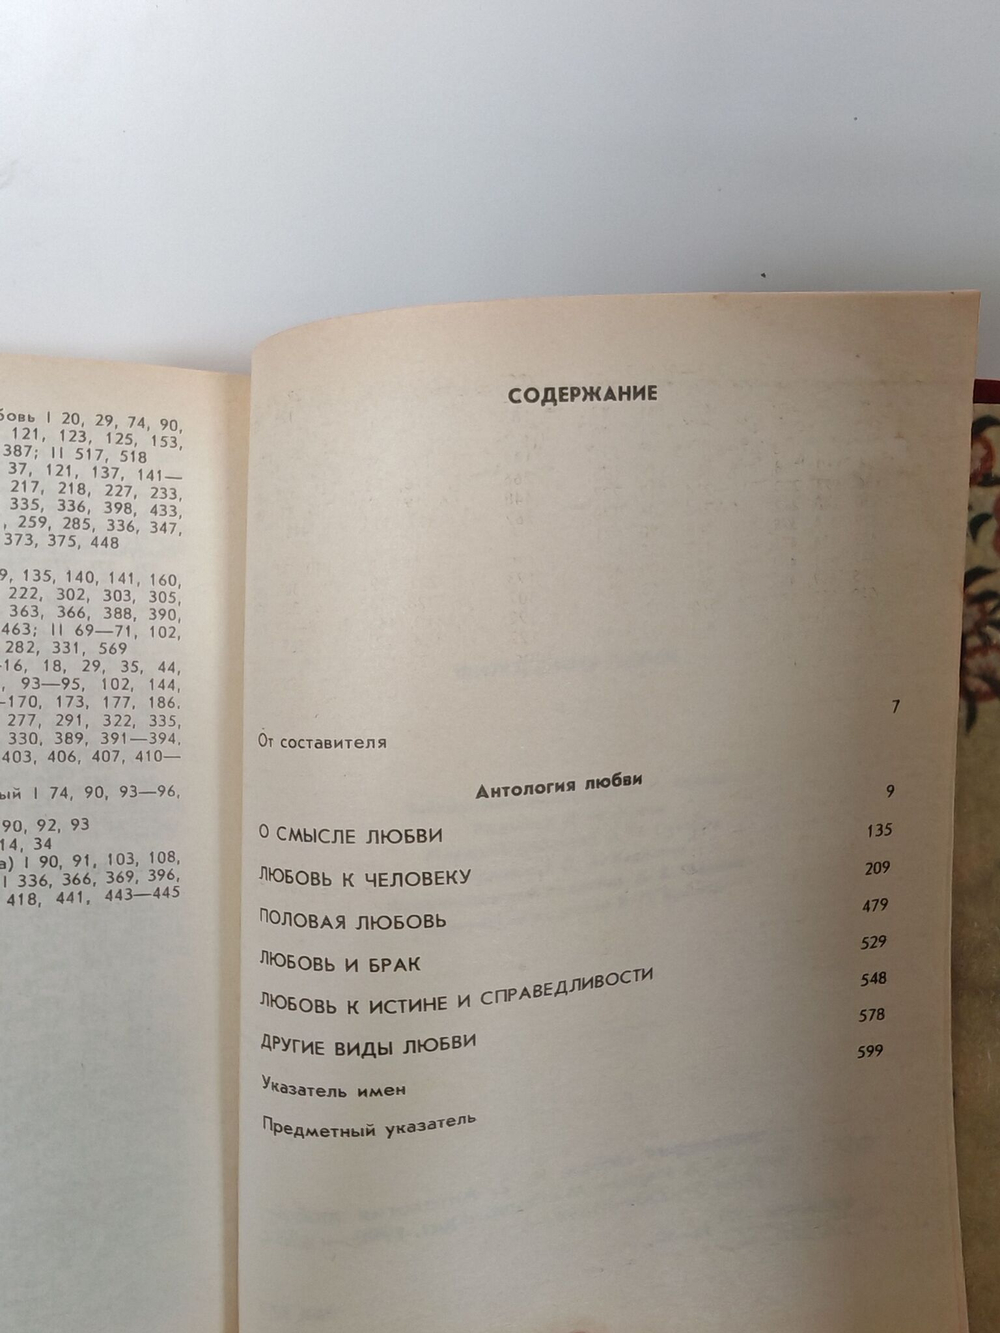 бовь I 20, 29, 74, 90,
121, 123, 125, 153,
387; II 517, 518
37, 121, 137, 141—
217, 218, 227, 233,
335, 336, 398, 433,
, 259, 285, 336, 347,
373, 375, 448
9, 135, 140, 141, 160,
222, 302, 303, 305,
363, 366, 388, 390,
463; II 69—71, 102,
282, 331, 569
-16, 18, 29, 35, 44,
, 93—95, 102, 144,
-170, 173, 177, 186,
277, 291, 322, 335,
330, 389, 391—394,
403, 406, 407, 410—
ый I 74, 90, 93—96,
90, 92, 93
14, 34
а) I 90, 91, 103, 108,
I 336, 366, 369, 396,
418, 441, 443—445
СОДЕРЖАНИЕ
От составителя 7
Антология любви
О СМЫСЛЕ ЛЮБВИ 9
ЛЮБОВЬ К ЧЕЛОВЕКУ 135
ПОЛОВАЯ ЛЮБОВЬ 209
ЛЮБОВЬ И БРАК 479
ЛЮБОВЬ К ИСТИНЕ И СПРАВЕДЛИВОСТИ 529
ДРУГИЕ ВИДЫ ЛЮБВИ 548
Указатель имен 578
Предметный указатель 599